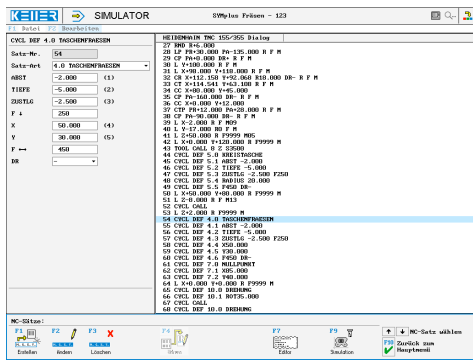 KELLER SIMULATOR SYMplus Fräsen - 123
F1 Datei F2 Bearbeiten
CYCL DEF 4.0 TASCHENFRAESEN
Satz-Nr. 54
Satz-Art 4.0 TASCHENFRAESEN
ABST -2.000 (1)
TIEFE -5.000 (2)
ZUSTLG -2.500 (3)
F ↓ 250
X 50.000 (4)
Y 30.000 (5)
F ↔ 450
DR -
HEIDENHAIN TNC 155/355 Dialog
27 RND R+6.000
28 LP PR+30.000 PA-135.000 R F M
29 CP PA+0.000 DR+ R F M
30 L Y+100.000 R F M
31 L X+90.000 Y+118.000 R F M
32 CR X+112.158 Y+92.068 R18.000 DR- R F M
33 CT X+114.541 Y+63.100 R F M
34 CC X+80.000 Y+45.000
35 CP PA-160.000 DR- R F M
36 CC X+0.000 Y+12.000
37 CTP PR+12.000 PA+28.000 R F M
38 CP PA-90.000 DR- R F M
39 L X-2.000 R F M09
40 L Y-17.000 R0 F M
41 L Z+50.000 R F9999 M05
42 L X+0.000 Y+120.000 R F9999 M
43 TOOL CALL 8 Z S3500
44 CYCL DEF 5.0 KREISTASCHE
45 CYCL DEF 5.1 ABST -2.000
46 CYCL DEF 5.2 TIEFE -5.000
47 CYCL DEF 5.3 ZUSTLG -2.500 F250
48 CYCL DEF 5.4 RADIUS 20.000
49 CYCL DEF 5.5 F450 DR-
50 L X+50.000 Y+80.000 R F9999 M
51 L Z-8.000 R F M13
52 CYCL CALL
53 L Z+2.000 R F9999 M
54 CYCL DEF 4.0 TASCHENFRAESEN
55 CYCL DEF 4.1 ABST -2.000
56 CYCL DEF 4.2 TIEFE -5.000
57 CYCL DEF 4.3 ZUSTLG -2.500 F250
58 CYCL DEF 4.4 X50.000
59 CYCL DEF 4.5 Y30.000
60 CYCL DEF 4.6 F450 DR-
61 CYCL DEF 7.0 NULLPUNKT
62 CYCL DEF 7.1 X85.000
63 CYCL DEF 7.2 Y40.000
64 L X+0.000 Y+0.000 R F9999 M
65 CYCL DEF 10.0 DREHUNG
66 CYCL DEF 10.1 ROT35.000
67 CYCL CALL
68 CYCL DEF 10.0 DREHUNG
NC-Sätze:
F1 F2 F3 F4 F7 F9 ↑ ↓ NC-Satz wählen
F10 Zurück zum
Hauptmenü
Erstellen Ändern Löschen Editor Simulation